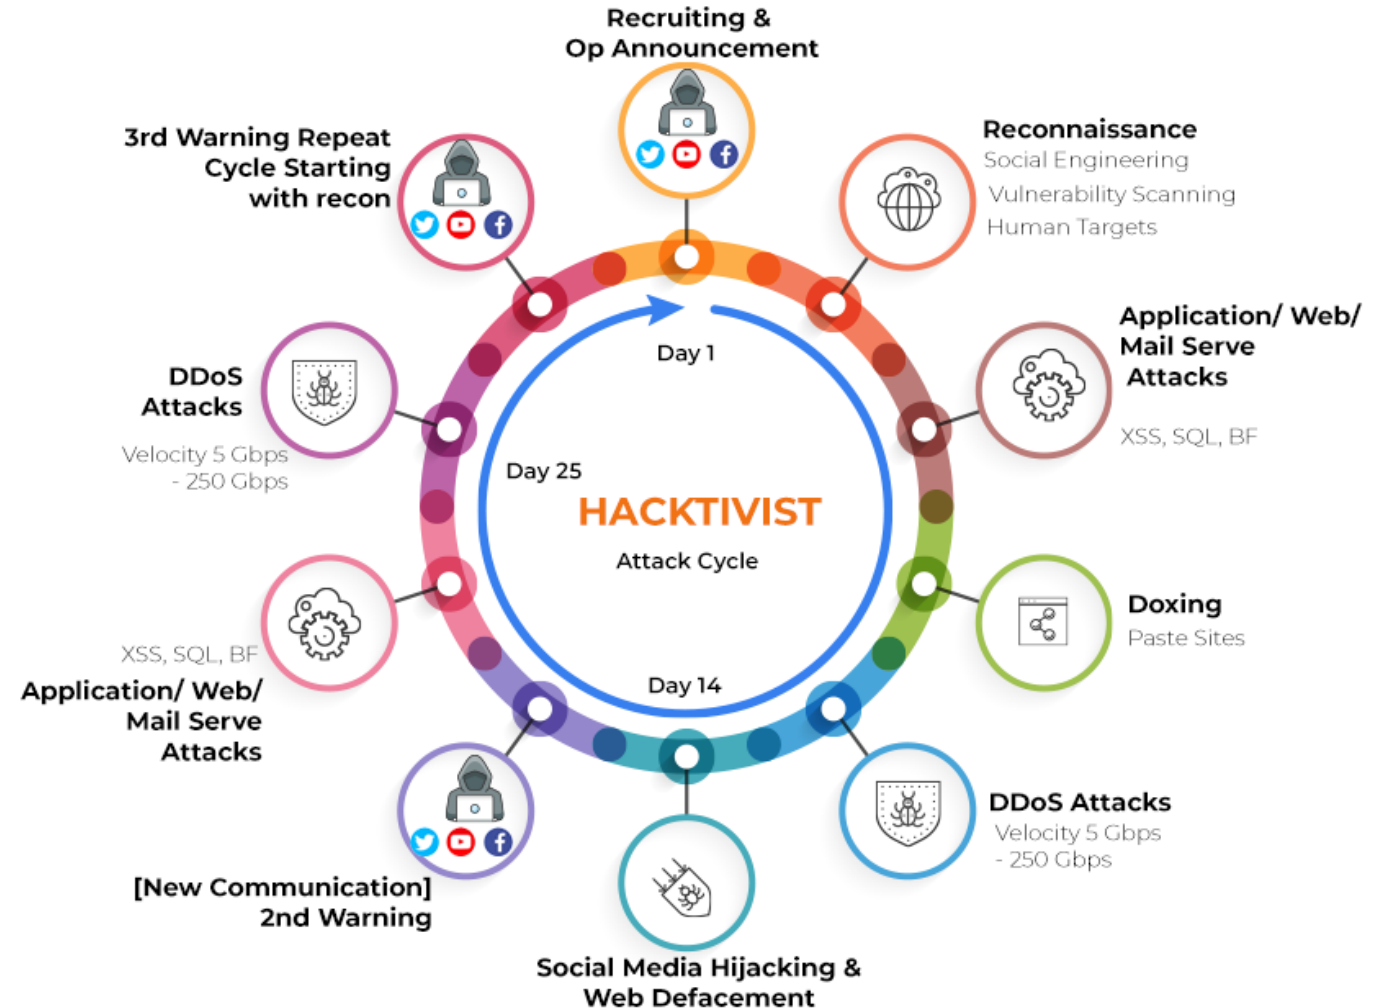 Recruiting &
Op Announcement
Reconnaissance
Social Engineering
Vulnerability Scanning
Human Targets
Application/ Web/
Mail Serve
Attacks
XSS, SQL, BF
Doxing
Paste Sites
DDoS Attacks
Velocity 5 Gbps
- 250 Gbps
Social Media Hijacking &
Web Defacement
[New Communication]
2nd Warning
XSS, SQL, BF
Application/ Web/
Mail Serve
Attacks
DDoS
Attacks
Velocity 5 Gbps
- 250 Gbps
3rd Warning Repeat
Cycle Starting
with recon
Day 1
Day 25
HACKTIVIST
Attack Cycle
Day 14